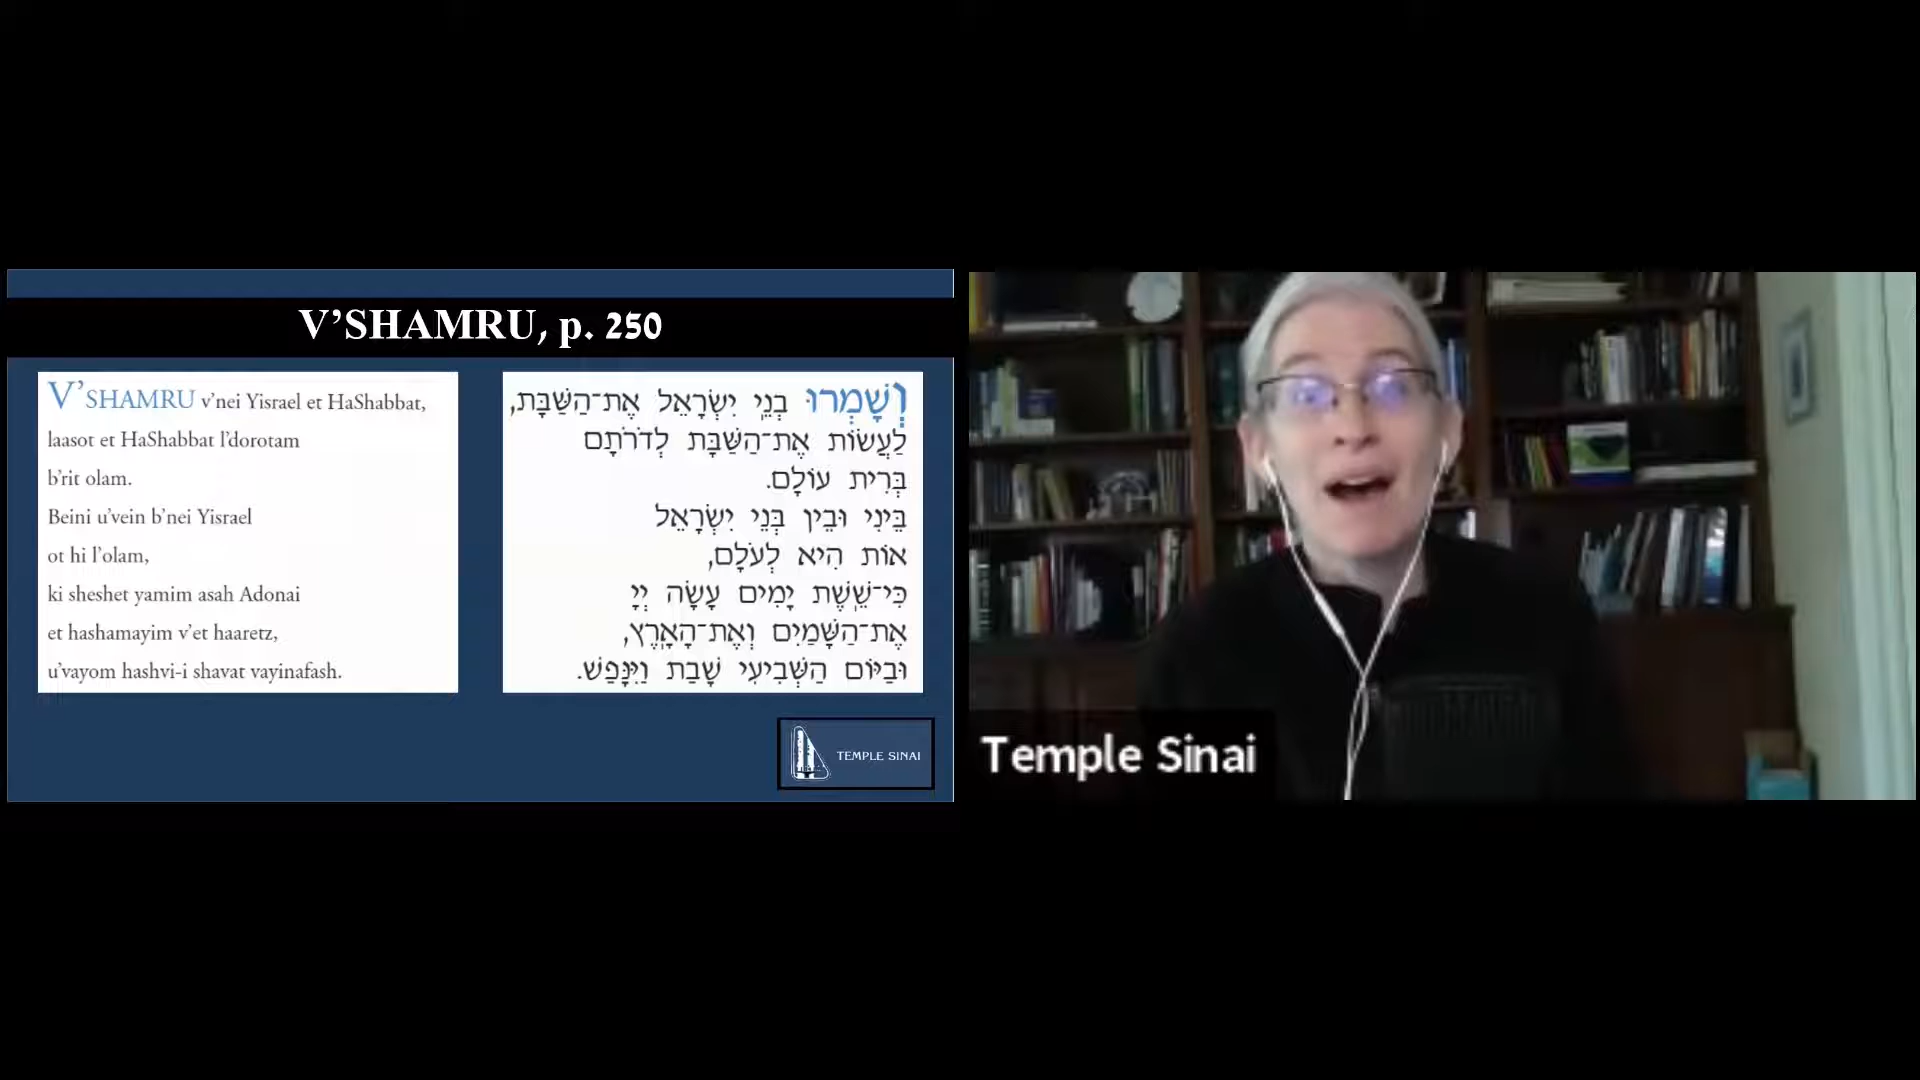 V'SHAMRU, p. 250
V'SHAMRU v'nei Yisrael et HaShabbat,
laasot et HaShabbat l'dorotam
b'rit olam.
Beini u'vein b'nei Yisrael
ot hi l'olam,
ki sheshet yamim asah Adonai
et hashamayim v'et haaretz,
u'vayom hashvi-i shavat vayinafash.
וְשָׁמְרוּ בְנֵי יִשְׂרָאֵל אֶת־הַשַּׁבָּת,
לַעֲשׂוֹת אֶת־הַשַּׁבָּת לְדֹרֹתָם
בְּרִית עוֹלָם.
בֵּינִי וּבֵין בְּנֵי יִשְׂרָאֵל
אוֹת הִיא לְעֹלָם,
כִּי־שֵׁשֶׁת יָמִים עָשָׂה יְיָ
אֶת־הַשָּׁמַיִם וְאֶת־הָאָרֶץ,
וּבַיּוֹם הַשְּׁבִיעִי שָׁבַת וַיִּנָּפַשׁ.
TEMPLE SINAI
Temple Sinai